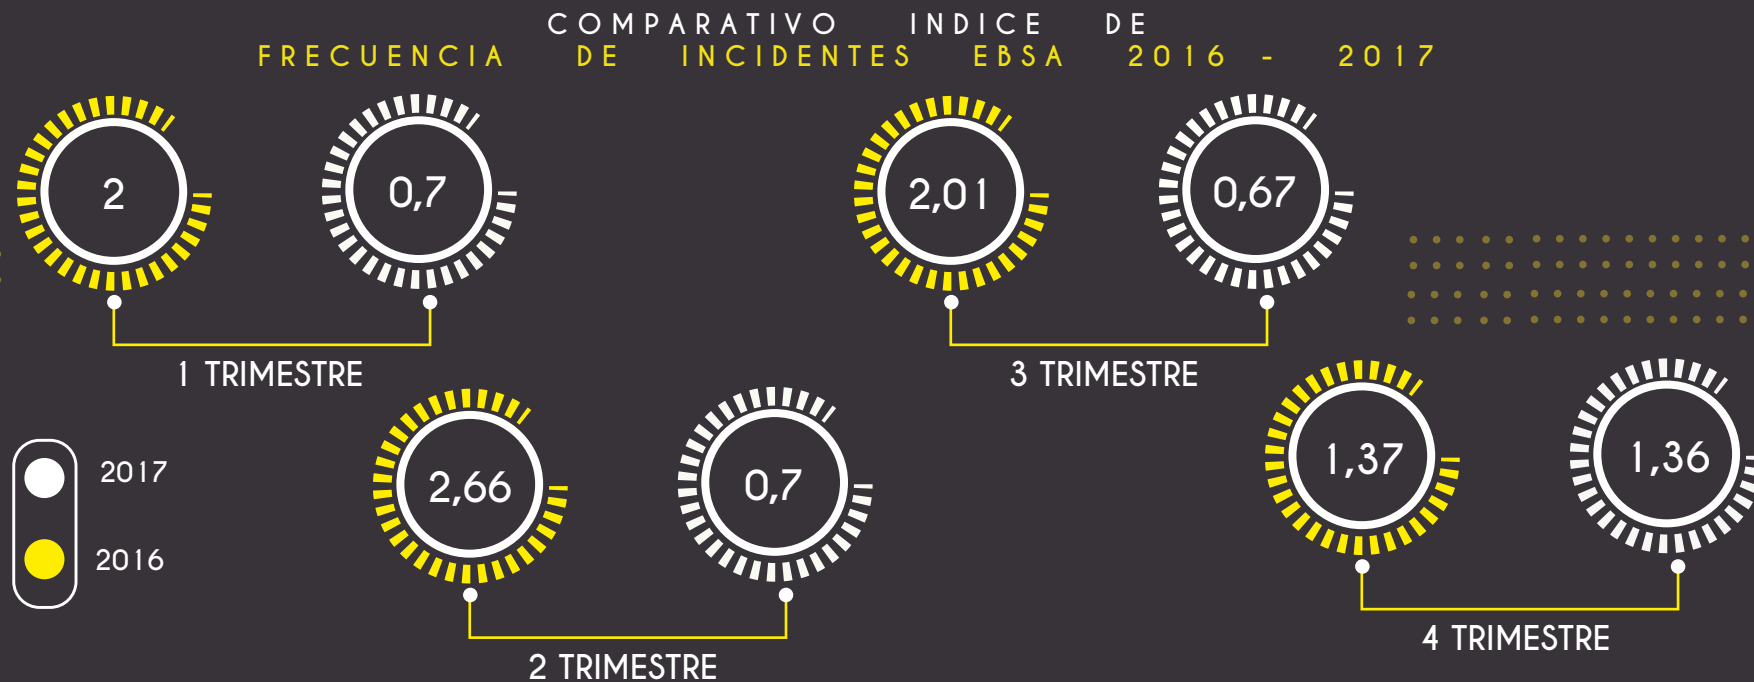 COMPARATIVO INDICE DE
FRECUENCIA DE INCIDENTES EBSA 2016 - 2017
2
0,7
1 TRIMESTRE
2,66
0,7
2 TRIMESTRE
2,01
0,67
3 TRIMESTRE
1,37
1,36
4 TRIMESTRE
2017
2016